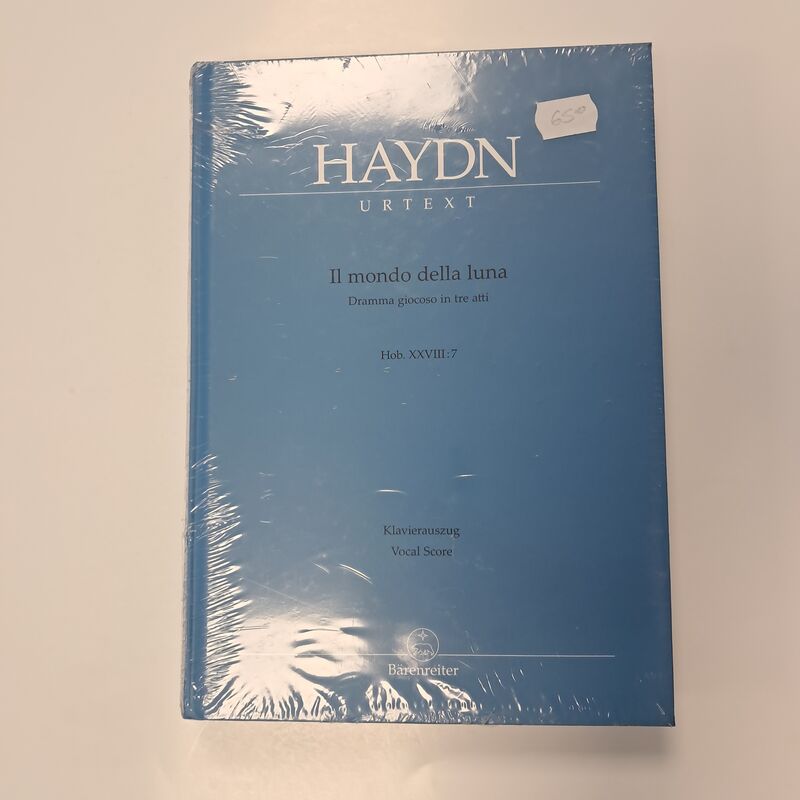 65.00
HAYDN
URTEXT
Il mondo della luna
Dramma giocoso in tre atti
Hob. XXVIII:7
Klavierauszug
Vocal Score
Bärenreiter